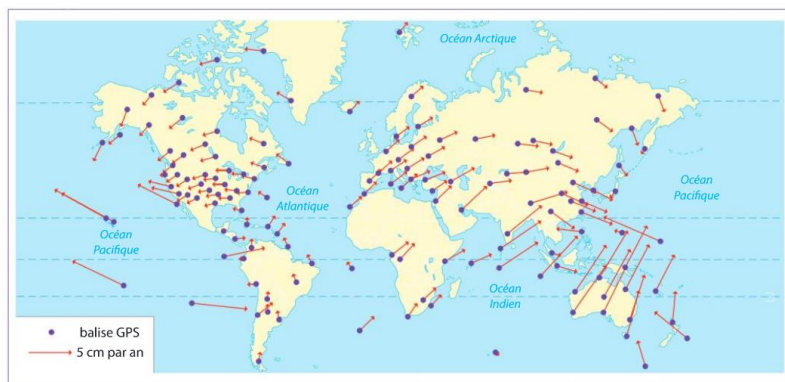 Océan Arctique
Océan
Atlantique
Océan
Pacifique
Océan
Pacifique
Océan
Indien
balise GPS
5 cm par an